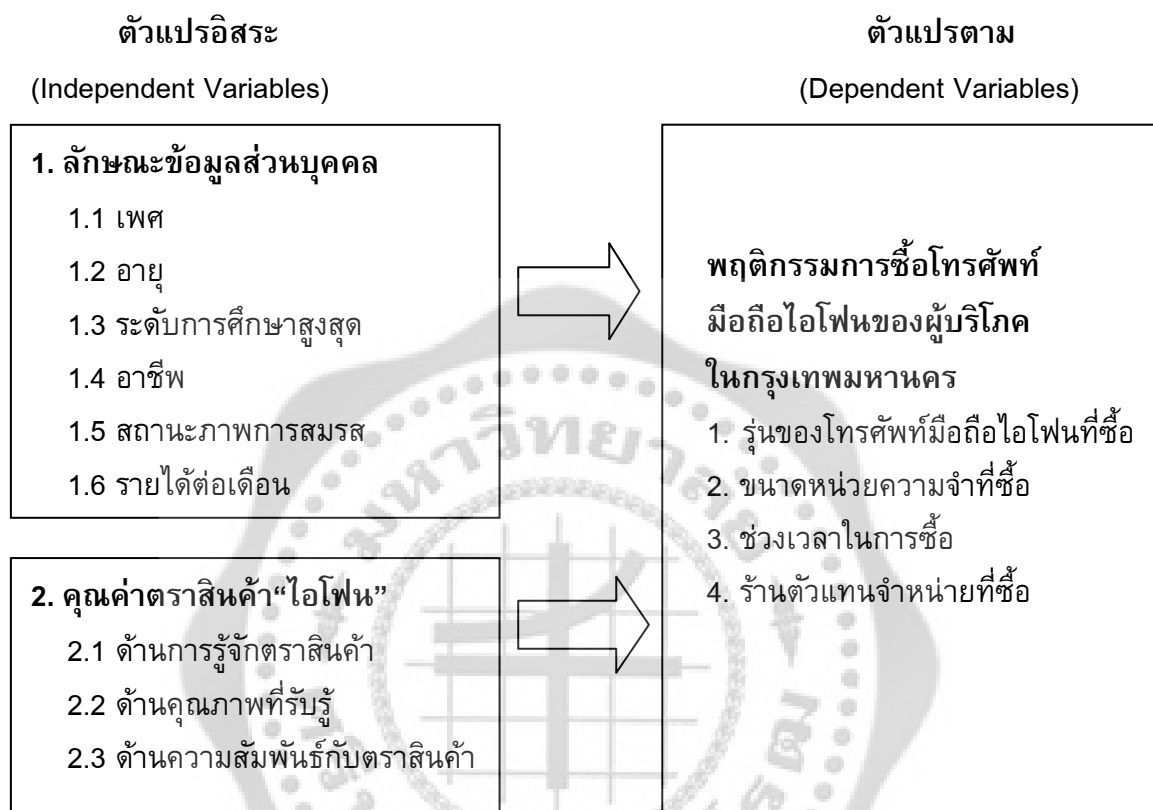 ตัวแปรอิสระ
(Independent Variables)
1. ลักษณะข้อมูลส่วนบุคคล
1.1 เพศ
1.2 อายุ
1.3 ระดับการศึกษาสูงสุด
1.4 อาชีพ
1.5 สถานะภาพการสมรส
1.6 รายได้ต่อเดือน
2. คุณค่าตราสินค้า“ไอโฟน”
2.1 ด้านการรู้จักตราสินค้า
2.2 ด้านคุณภาพที่รับรู้
2.3 ด้านความสัมพันธ์กับตราสินค้า
ตัวแปรตาม
(Dependent Variables)
พฤติกรรมการซื้อโทรศัพท์
มือถือไอโฟนของผู้บริโภค
ในกรุงเทพมหานคร
1. รุ่นของโทรศัพท์มือถือไอโฟนที่ซื้อ
2. ขนาดหน่วยความจำที่ซื้อ
3. ช่วงเวลาในการซื้อ
4. ร้านตัวแทนจำหน่ายที่ซื้อ
มหาวิทยาลัย